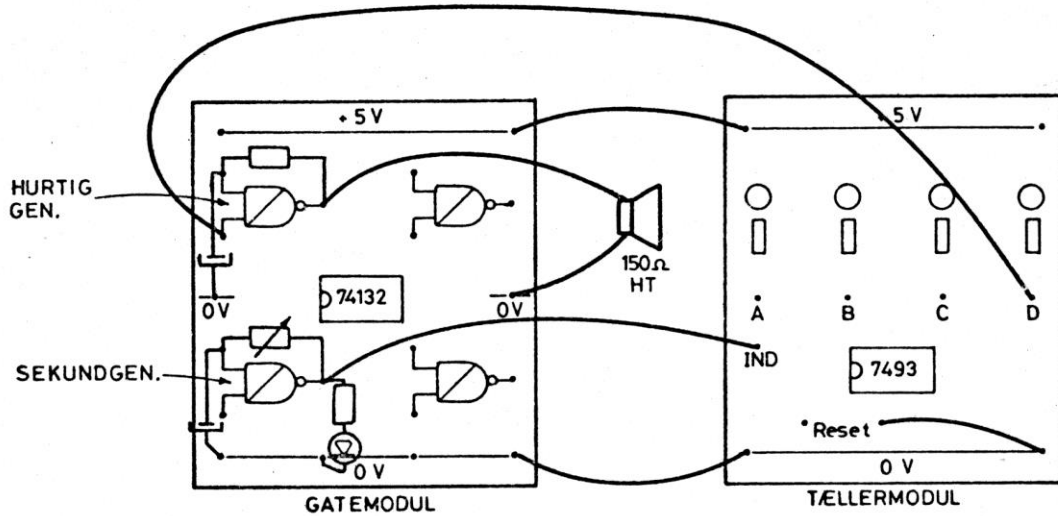 + 5 V
+ 5 V
HURTIG
GEN.
150Ω
HT
74132
0V
0V
A
B
C
D
IND
SEKUNDGEN.
7493
Reset
0 V
0 V
GATEMODUL
TÆLLERMODUL